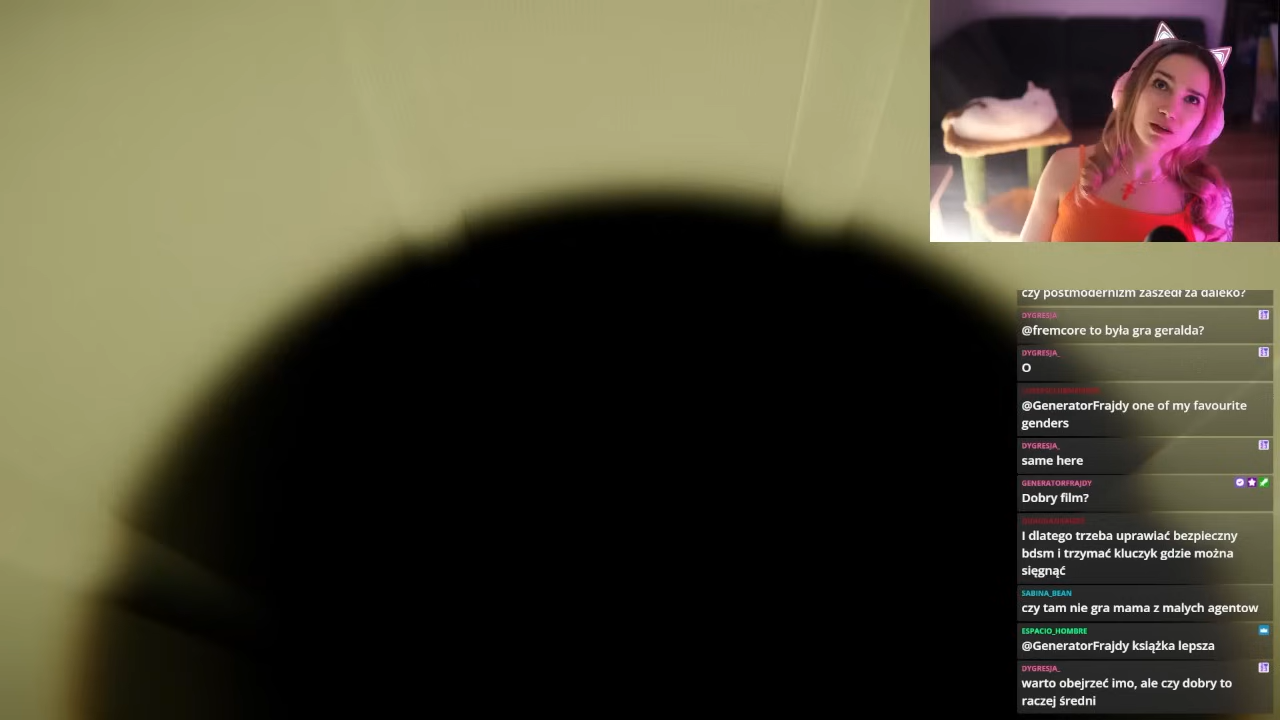 czy postmodernizm zaszedł za daleko?
DYGRESJA_
@fremcore to była gra geralda?
DYGRESJA_
O
@GeneratorFrajdy one of my favourite
genders
DYGRESJA_
same here
GENERATORFRAJDY
Dobry film?
I dlatego trzeba uprawiać bezpieczny
bdsm i trzymać kluczyk gdzie można
sięgnąć
SABINA_BEAN
czy tam nie gra mama z malych agentow
ESPACIO_HOMBRE
@GeneratorFrajdy książka lepsza
DYGRESJA_
warto obejrzeć imo, ale czy dobry to
raczej średni